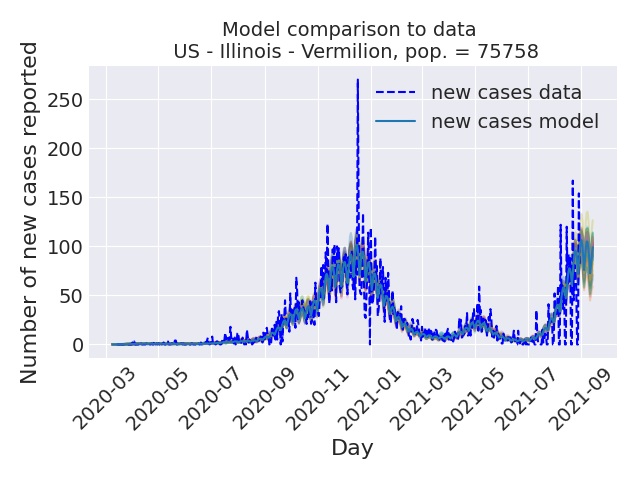 Model comparison to data
US - Illinois - Vermilion, pop. = 75758
Number of new cases reported
250
200
150
100
50
0
new cases data
new cases model
2020-03
2020-05
2020-07
2020-09
2020-11
2021-01
2021-03
2021-05
2021-07
2021-09
Day